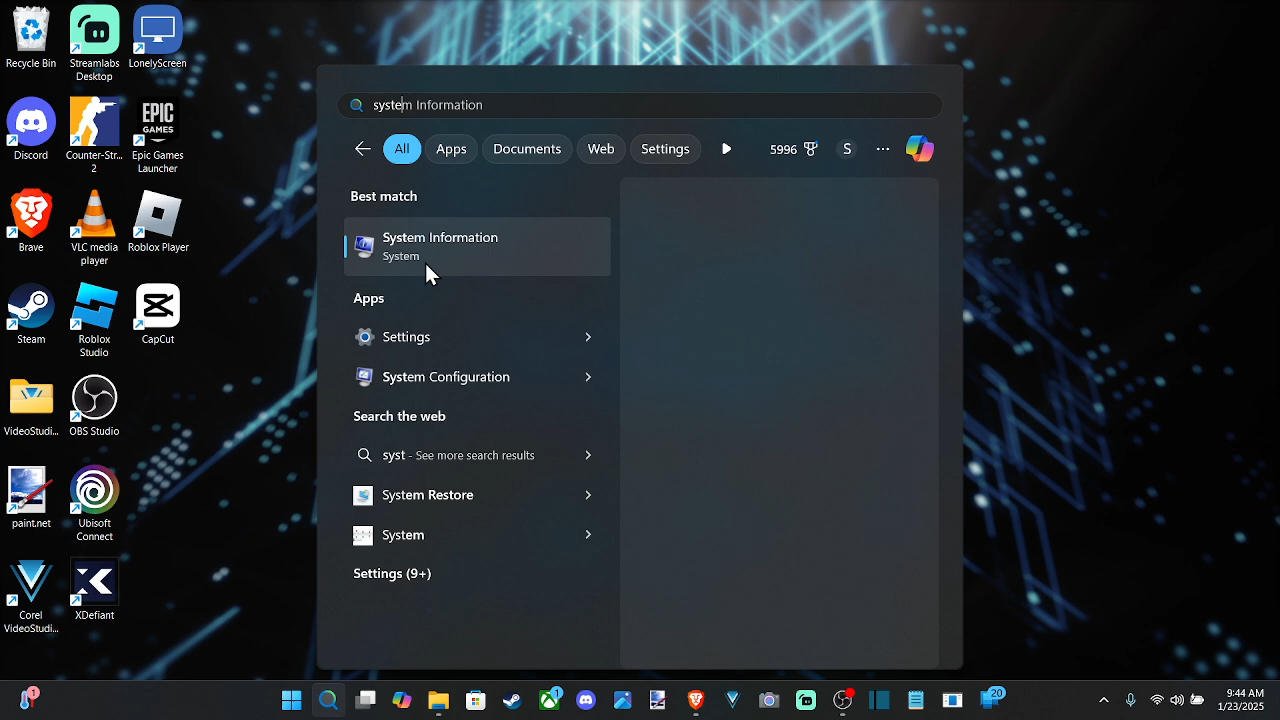 Recycle Bin
Streamlabs
Desktop
LonelyScreen
Discord
Counter-Str...
2
EPIC
GAMES
Epic Games
Launcher
Brave
VLC media
player
Roblox Player
Steam
Roblox
Studio
CapCut
VideoStudi...
OBS Studio
paint.net
Ubisoft
Connect
Corel
VideoStudi...
XDefiant
system Information
All
Apps
Documents
Web
Settings
5996
S
Best match
System Information
System
Apps
Settings
System Configuration
Search the web
syst - See more search results
System Restore
System
Settings (9+)
1
1
20
9:44 AM
1/23/2025